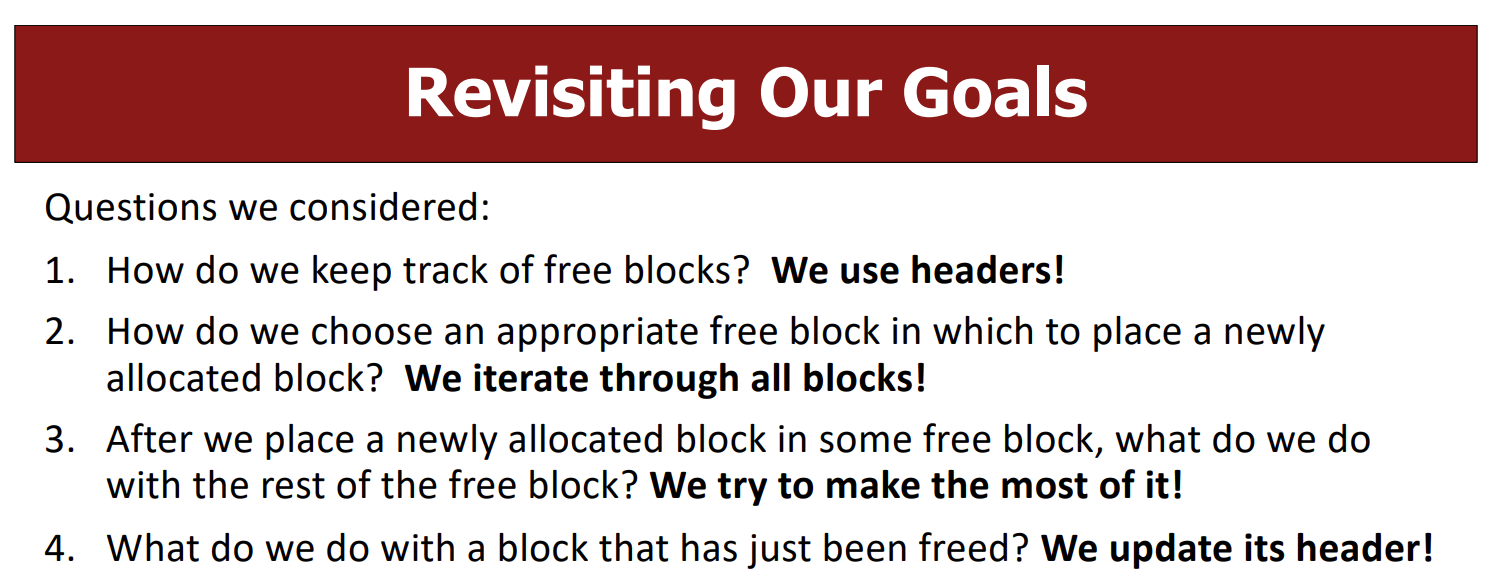 Revisiting Our Goals
Questions we considered:
1. How do we keep track of free blocks? We use headers!
2. How do we choose an appropriate free block in which to place a newly
allocated block? We iterate through all blocks!
3. After we place a newly allocated block in some free block, what do we do
with the rest of the free block? We try to make the most of it!
4. What do we do with a block that has just been freed? We update its header!